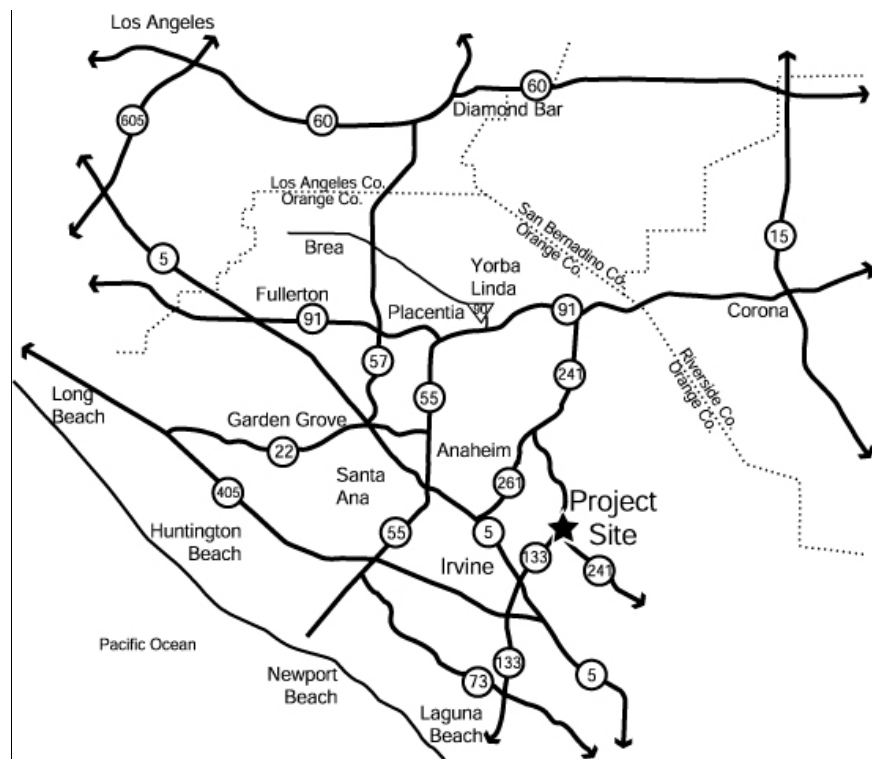 Los Angeles
60
Diamond Bar
605
60
Los Angeles Co.
Orange Co.
San Bernadino Co.
Orange Co.
15
Brea
5
Yorba
Linda
Fullerton
Placentia
90
91
91
Corona
57
241
Riverside Co.
Orange Co.
Long
Beach
55
Garden Grove
22
Anaheim
Santa
Ana
261
405
Project
Site
Huntington
Beach
55
5
133
Irvine
241
Pacific Ocean
133
Newport
Beach
73
5
Laguna
Beach